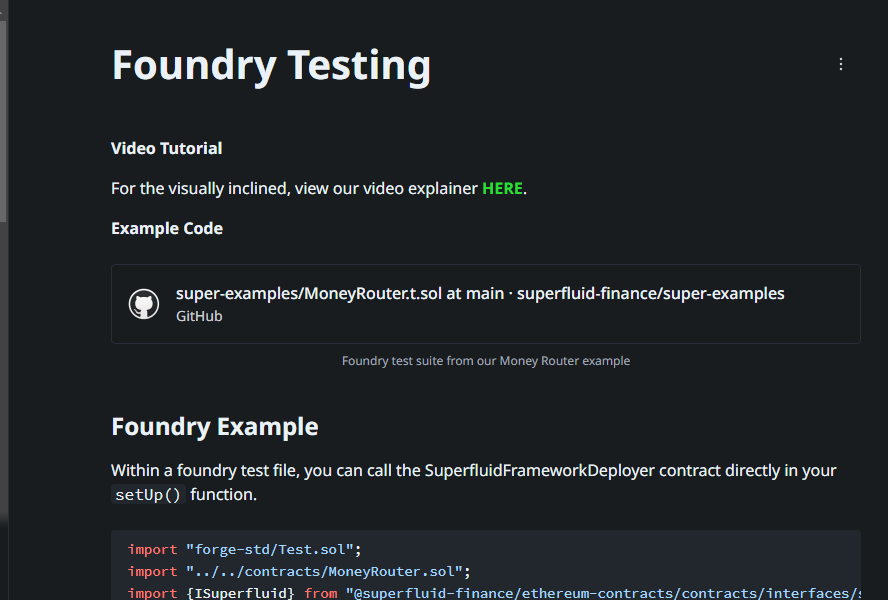 Foundry Testing
Video Tutorial
For the visually inclined, view our video explainer HERE.
Example Code
super-examples/MoneyRouter.t.sol at main · superfluid-finance/super-examples
GitHub
Foundry test suite from our Money Router example
Foundry Example
Within a foundry test file, you can call the SuperfluidFrameworkDeployer contract directly in your
setUp() function.
import "forge-std/Test.sol";
import "../../contracts/MoneyRouter.sol";
import {ISuperfluid} from "@superfluid-finance/ethereum-contracts/contracts/interfaces/